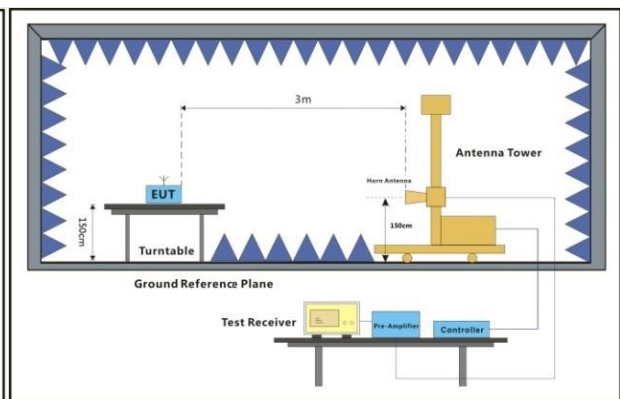 3m
Horn Antenna
Antenna Tower
EUT
150cm
150cm
Turntable
Ground Reference Plane
Test Receiver
Pre-Amplifier
Controller